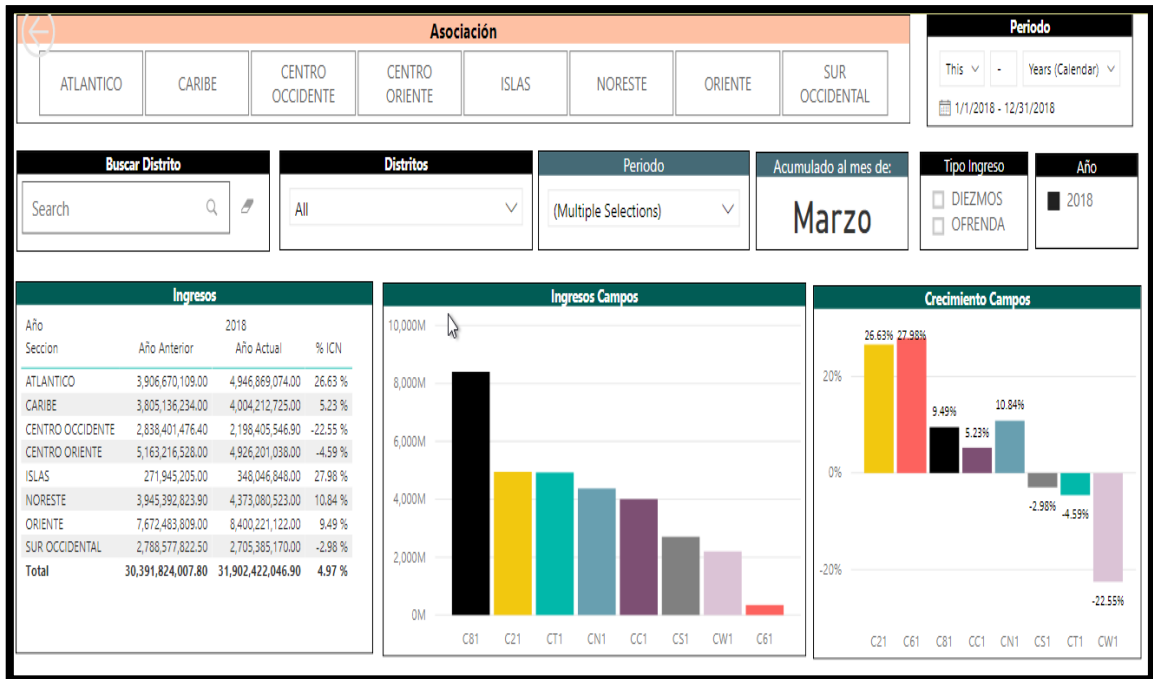 Asociación
ATLANTICO
CARIBE
CENTRO
OCCIDENTE
CENTRO
ORIENTE
ISLAS
NORESTE
ORIENTE
SUR
OCCIDENTAL
Periodo
This - Years (Calendar)
1/1/2018 - 12/31/2018
Buscar Distrito
Search
Distritos
All
Periodo
(Multiple Selections)
Acumulado al mes de:
Marzo
Tipo Ingreso
DIEZMOS
OFRENDA
Año
2018
Ingresos
Año 2018
Seccion Año Anterior Año Actual % ICN
ATLANTICO 3,906,670,109.00 4,946,869,074.00 26.63 %
CARIBE 3,805,136,234.00 4,004,212,725.00 5.23 %
CENTRO OCCIDENTE 2,838,401,476.40 2,198,405,546.90 -22.55 %
CENTRO ORIENTE 5,163,216,528.00 4,926,201,038.00 -4.59 %
ISLAS 271,945,205.00 348,046,848.00 27.98 %
NORESTE 3,945,392,823.90 4,373,080,523.00 10.84 %
ORIENTE 7,672,483,809.00 8,400,221,122.00 9.49 %
SUR OCCIDENTAL 2,788,577,822.50 2,705,385,170.00 -2.98 %
Total 30,391,824,007.80 31,902,422,046.90 4.97 %
Ingresos Campos
10,000M
8,000M
6,000M
4,000M
2,000M
0M
C81 C21 CT1 CN1 CC1 CS1 CW1 C61
Crecimiento Campos
26.63% 27.98%
20%
9.49%
10.84%
5.23%
0%
-2.98%
-4.59%
-20%
-22.55%
C21 C61 C81 CC1 CN1 CS1 CT1 CW1